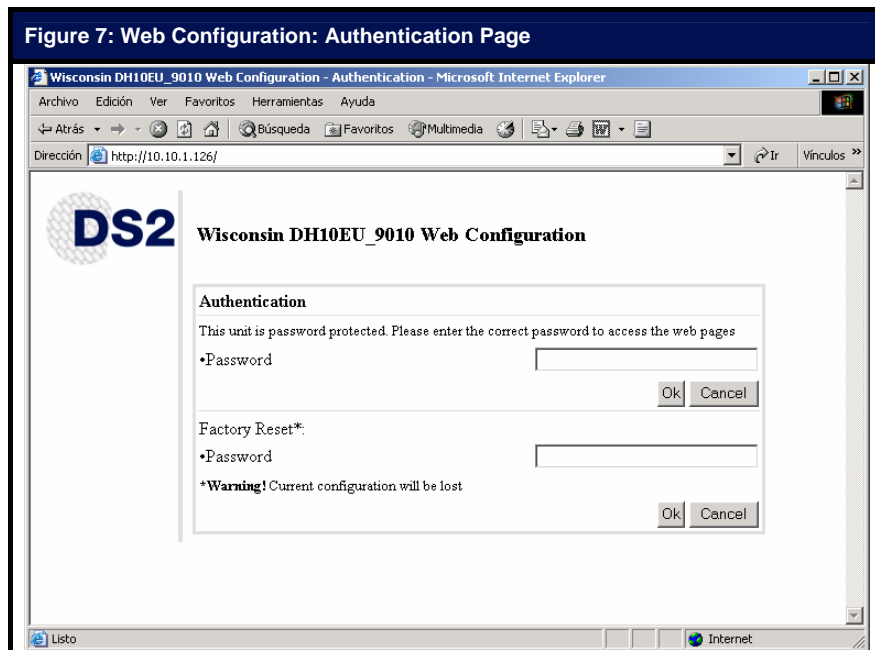 Figure 7: Web Configuration: Authentication Page
Wisconsin DH10EU_9010 Web Configuration - Authentication - Microsoft Internet Explorer
Archivo Edición Ver Favoritos Herramientas Ayuda
Atrás Búsqueda Favoritos Multimedia
Dirección http://10.10.1.126/ Ir Vínculos »
DS2
Wisconsin DH10EU_9010 Web Configuration
Authentication
This unit is password protected. Please enter the correct password to access the web pages
•Password
Ok Cancel
Factory Reset*:
•Password
*Warning! Current configuration will be lost
Ok Cancel
Listo Internet